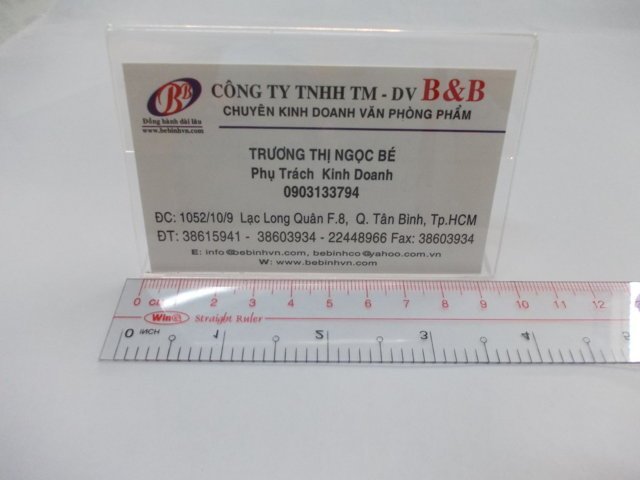 BB
Đồng hành dài lâu
www.bebinhvn.com
CÔNG TY TNHH TM - DV B&B
CHUYÊN KINH DOANH VĂN PHÒNG PHẨM
TRƯƠNG THỊ NGỌC BÉ
Phụ Trách Kinh Doanh
0903133794
ĐC: 1052/10/9 Lạc Long Quân F.8, Q. Tân Bình, Tp.HCM
ĐT: 38615941 - 38603934 - 22448966 Fax: 38603934
E: info@bebinhvn.com, bebinhco@yahoo.com.vn
W: www.bebinhvn.com
0 CM 1 2 3 4 5 6 7 8 9 10 11 12
Win Straight Ruler
0 INCH 1 2 3 4 5